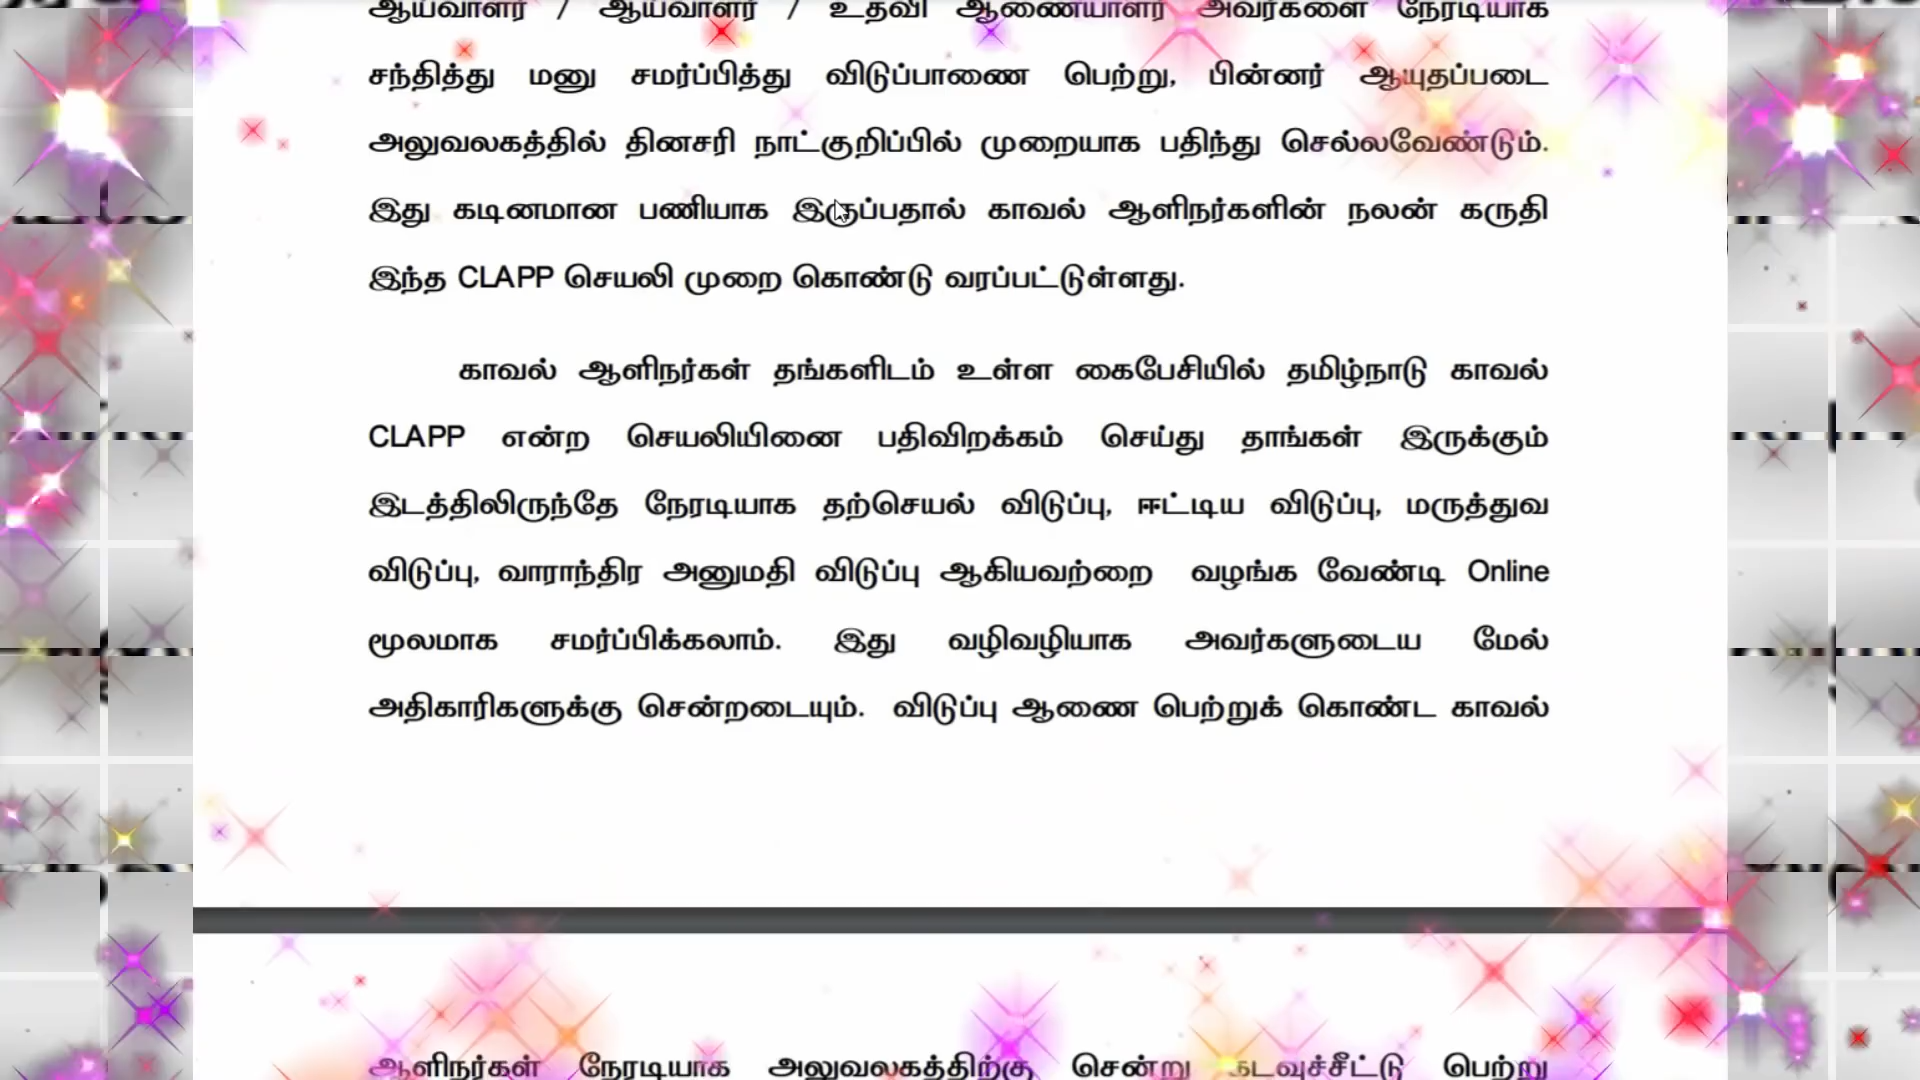 ஆய்வாளர் / ஆய்வாளர் / உதவி ஆணையாளர் அவர்களை நேரடியாக
சந்தித்து மனு சமர்ப்பித்து விடுப்பாணை பெற்று, பின்னர் ஆயுதப்படை
அலுவலகத்தில் தினசரி நாட்குறிப்பில் முறையாக பதிந்து செல்லவேண்டும்.
இது கடினமான பணியாக இருப்பதால் காவல் ஆளிநர்களின் நலன் கருதி
இந்த CLAPP செயலி முறை கொண்டு வரப்பட்டுள்ளது.
காவல் ஆளிநர்கள் தங்களிடம் உள்ள கைபேசியில் தமிழ்நாடு காவல்
CLAPP என்ற செயலியினை பதிவிறக்கம் செய்து தாங்கள் இருக்கும்
இடத்திலிருந்தே நேரடியாக தற்செயல் விடுப்பு, ஈட்டிய விடுப்பு, மருத்துவ
விடுப்பு, வாராந்திர அனுமதி விடுப்பு ஆகியவற்றை வழங்க வேண்டி Online
மூலமாக சமர்ப்பிக்கலாம். இது வழிவழியாக அவர்களுடைய மேல்
அதிகாரிகளுக்கு சென்றடையும். விடுப்பு ஆணை பெற்றுக் கொண்ட காவல்
ஆளிநர்கள் நேரடியாக அலுவலகத்திற்கு சென்று கடவுச்சீட்டு பெற்று